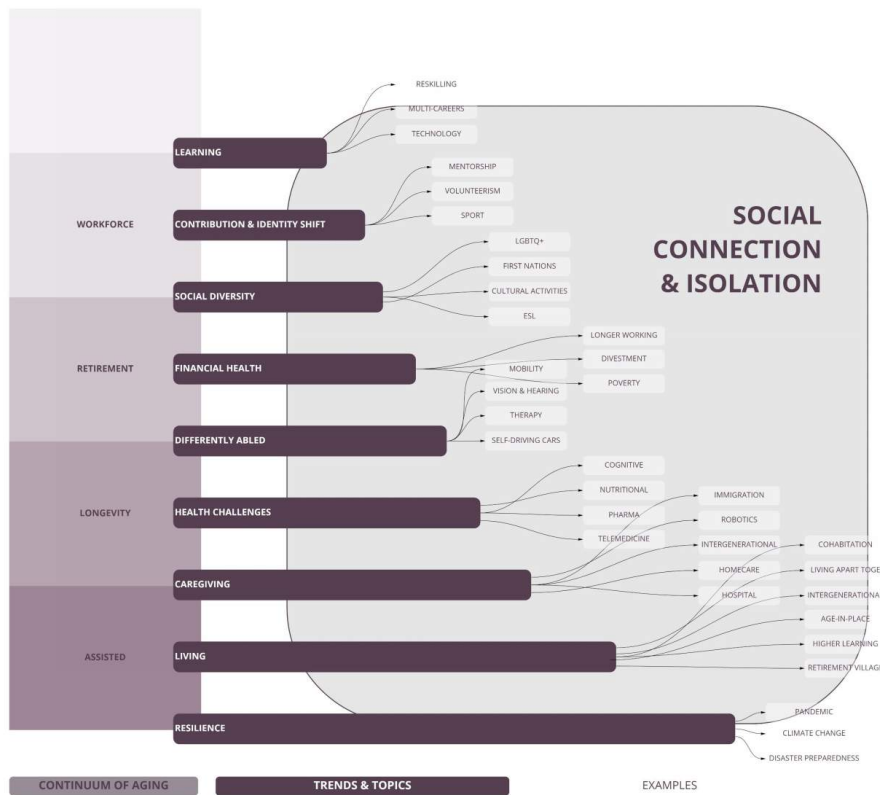 RESKILLING
MULTI-CAREERS
TECHNOLOGY
LEARNING
MENTORSHIP
VOLUNTEERISM
SPORT
WORKFORCE
CONTRIBUTION & IDENTITY SHIFT
SOCIAL
CONNECTION
& ISOLATION
LGBTQ+
FIRST NATIONS
CULTURAL ACTIVITIES
ESL
SOCIAL DIVERSITY
LONGER WORKING
DIVESTMENT
POVERTY
RETIREMENT
FINANCIAL HEALTH
MOBILITY
VISION & HEARING
THERAPY
SELF-DRIVING CARS
DIFFERENTLY ABLED
COGNITIVE
NUTRITIONAL
PHARMA
TELEMEDICINE
LONGEVITY
HEALTH CHALLENGES
IMMIGRATION
ROBOTICS
INTERGENERATIONAL
HOMECARE
HOSPITAL
CAREGIVING
COHABITATION
LIVING APART TOGE
INTERGENERATIONA
AGE-IN-PLACE
HIGHER LEARNING
RETIREMENT VILLAGE
ASSISTED
LIVING
PANDEMIC
CLIMATE CHANGE
DISASTER PREPAREDNESS
RESILIENCE
CONTINUUM OF AGING
TRENDS & TOPICS
EXAMPLES